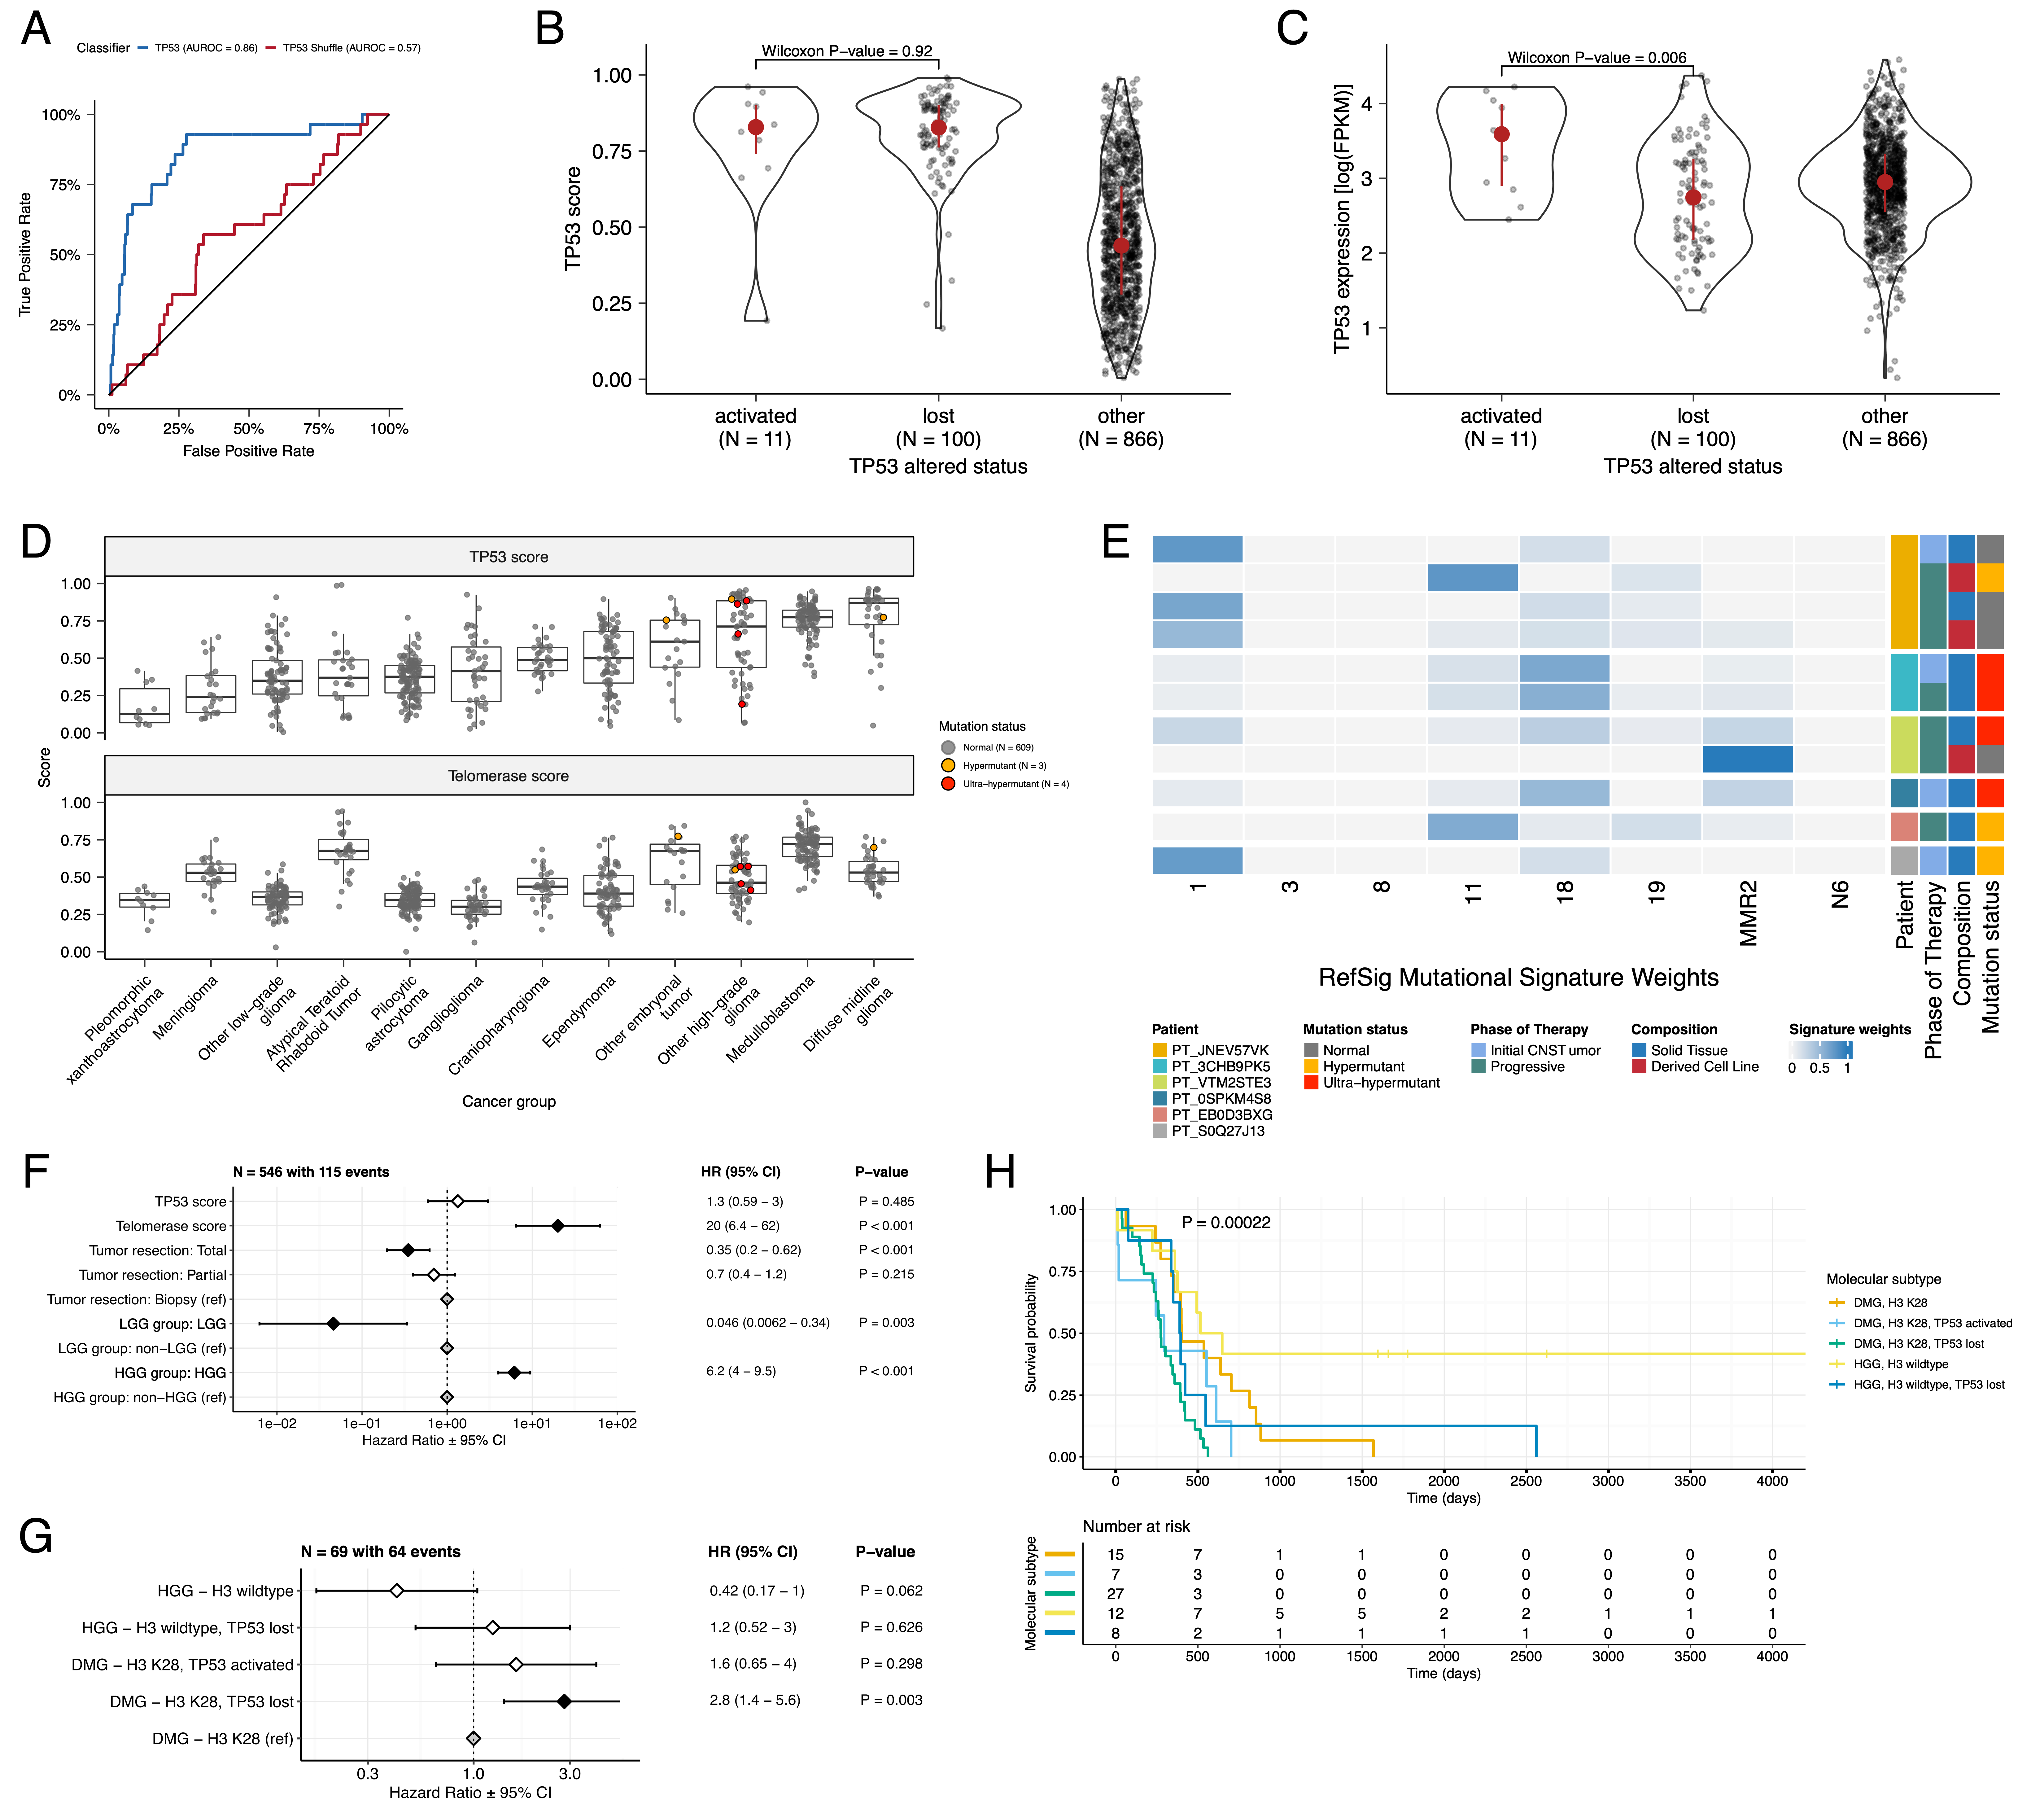 A
Classifier TP53 (AUROC = 0.86) TP53 Shuffle (AUROC = 0.57)
100%
75%
50%
25%
0%
True Positive Rate
0% 25% 50% 75% 100%
False Positive Rate
B
Wilcoxon P−value = 0.92
1.00
0.75
0.50
0.25
0.00
TP53 score
activated lost other
(N = 11) (N = 100) (N = 866)
TP53 altered status
C
Wilcoxon P−value = 0.006
4
3
2
1
TP53 expression [log(FPKM)]
activated lost other
(N = 11) (N = 100) (N = 866)
TP53 altered status
D
TP53 score
1.00
0.75
0.50
0.25
0.00
Telomerase score
1.00
0.75
0.50
0.25
0.00
Score
Pleomorphic
xanthoastrocytoma
Meningioma
Other low−grade
glioma
Atypical Teratoid
Rhabdoid Tumor
Pilocytic
astrocytoma
Ganglioglioma
Craniopharyngioma
Ependymoma
Other embryonal
tumor
Other high−grade
glioma
Medulloblastoma
Diffuse midline
glioma
Cancer group
Mutation status
Normal (N = 609)
Hypermutant (N = 3)
Ultra−hypermutant (N = 4)
E
1 3 8 11 18 19 MMR2 N6
Patient
Phase of Therapy
Composition
Mutation status
RefSig Mutational Signature Weights
Patient
PT_JNEV57VK
PT_3CHB9PK5
PT_VTM2STE3
PT_0SPKM4S8
PT_EB0D3BXG
PT_S0Q27J13
Mutation status
Normal
Hypermutant
Ultra−hypermutant
Phase of Therapy
Initial CNS Tumor
Progressive
Composition
Solid Tissue
Derived Cell Line
Signature weights
0 0.5 1
F
N = 546 with 115 events HR (95% CI) P−value
TP53 score 1.3 (0.59 − 3) P = 0.485
Telomerase score 20 (6.4 − 62) P < 0.001
Tumor resection: Total 0.35 (0.2 − 0.62) P < 0.001
Tumor resection: Partial 0.7 (0.4 − 1.2) P = 0.215
Tumor resection: Biopsy (ref)
LGG group: LGG 0.046 (0.0062 − 0.34) P = 0.003
LGG group: non−LGG (ref)
HGG group: HGG 6.2 (4 − 9.5) P < 0.001
HGG group: non−HGG (ref)
1e−02 1e−01 1e+00 1e+01 1e+02
Hazard Ratio ± 95% CI
G
N = 69 with 64 events HR (95% CI) P−value
HGG − H3 wildtype 0.42 (0.17 − 1) P = 0.062
HGG − H3 wildtype, TP53 lost 1.2 (0.52 − 3) P = 0.626
DMG − H3 K28, TP53 activated 1.6 (0.65 − 4) P = 0.298
DMG − H3 K28, TP53 lost 2.8 (1.4 − 5.6) P = 0.003
DMG − H3 K28 (ref)
0.3 1.0 3.0
Hazard Ratio ± 95% CI
H
P = 0.00022
1.00
0.75
0.50
0.25
0.00
Survival probability
0 500 1000 1500 2000 2500 3000 3500 4000
Time (days)
Molecular subtype
DMG, H3 K28
DMG, H3 K28, TP53 activated
DMG, H3 K28, TP53 lost
HGG, H3 wildtype
HGG, H3 wildtype, TP53 lost
Number at risk
Molecular subtype
15 7 1 1 0 0 0 0 0
7 3 0 0 0 0 0 0 0
27 3 0 0 0 0 0 0 0
12 7 5 5 2 2 1 1 1
8 2 1 1 1 1 0 0 0
0 500 1000 1500 2000 2500 3000 3500 4000
Time (days)